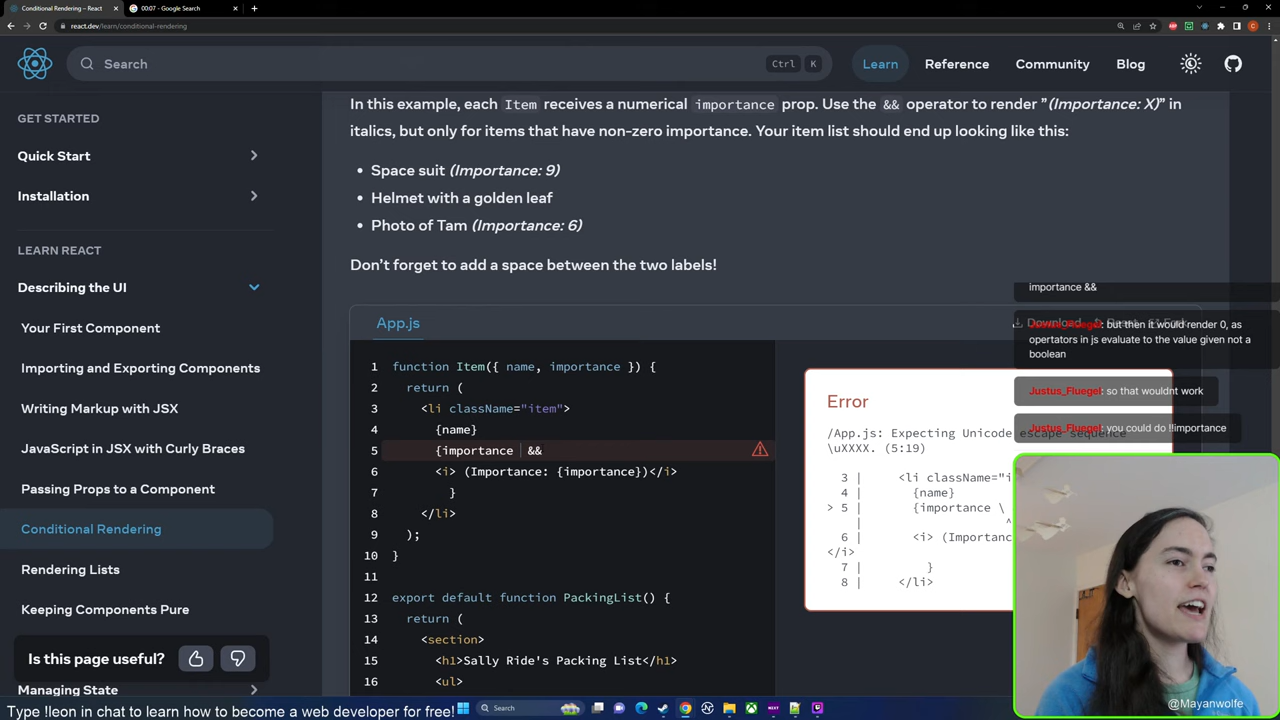 Conditional Rendering – React
00:07 - Google Search
react.dev/learn/conditional-rendering
Search
Ctrl K
Learn
Reference
Community
Blog
GET STARTED
Quick Start
Installation
LEARN REACT
Describing the UI
Your First Component
Importing and Exporting Components
Writing Markup with JSX
JavaScript in JSX with Curly Braces
Passing Props to a Component
Conditional Rendering
Rendering Lists
Keeping Components Pure
Is this page useful?
Managing State
In this example, each Item receives a numerical importance prop. Use the && operator to render "(Importance: X)" in
italics, but only for items that have non-zero importance. Your item list should end up looking like this:
Space suit (Importance: 9)
Helmet with a golden leaf
Photo of Tam (Importance: 6)
Don't forget to add a space between the two labels!
App.js
Download Reset Fork
1 function Item({ name, importance }) {
2 return (
3 <li className="item">
4 {name}
5 {importance &&
6 <i> (Importance: {importance})</i>
7 }
8 </li>
9 );
10 }
11
12 export default function PackingList() {
13 return (
14 <section>
15 <h1>Sally Ride's Packing List</h1>
16 <ul>
Error
/App.js: Expecting Unicode escape sequence
\uXXXX. (5:19)
3 | <li className="i
4 | {name}
> 5 | {importance \
| ^
6 | <i> (Importanc
</i>
7 | }
8 | </li>
importance &&
Justus_Fluegel: but then it would render 0, as
opertators in js evaluate to the value given not a
boolean
Justus_Fluegel: so that wouldnt work
Justus_Fluegel: you could do !!importance
@Mayanwolfe
Type !leon in chat to learn how to become a web developer for free!
Search